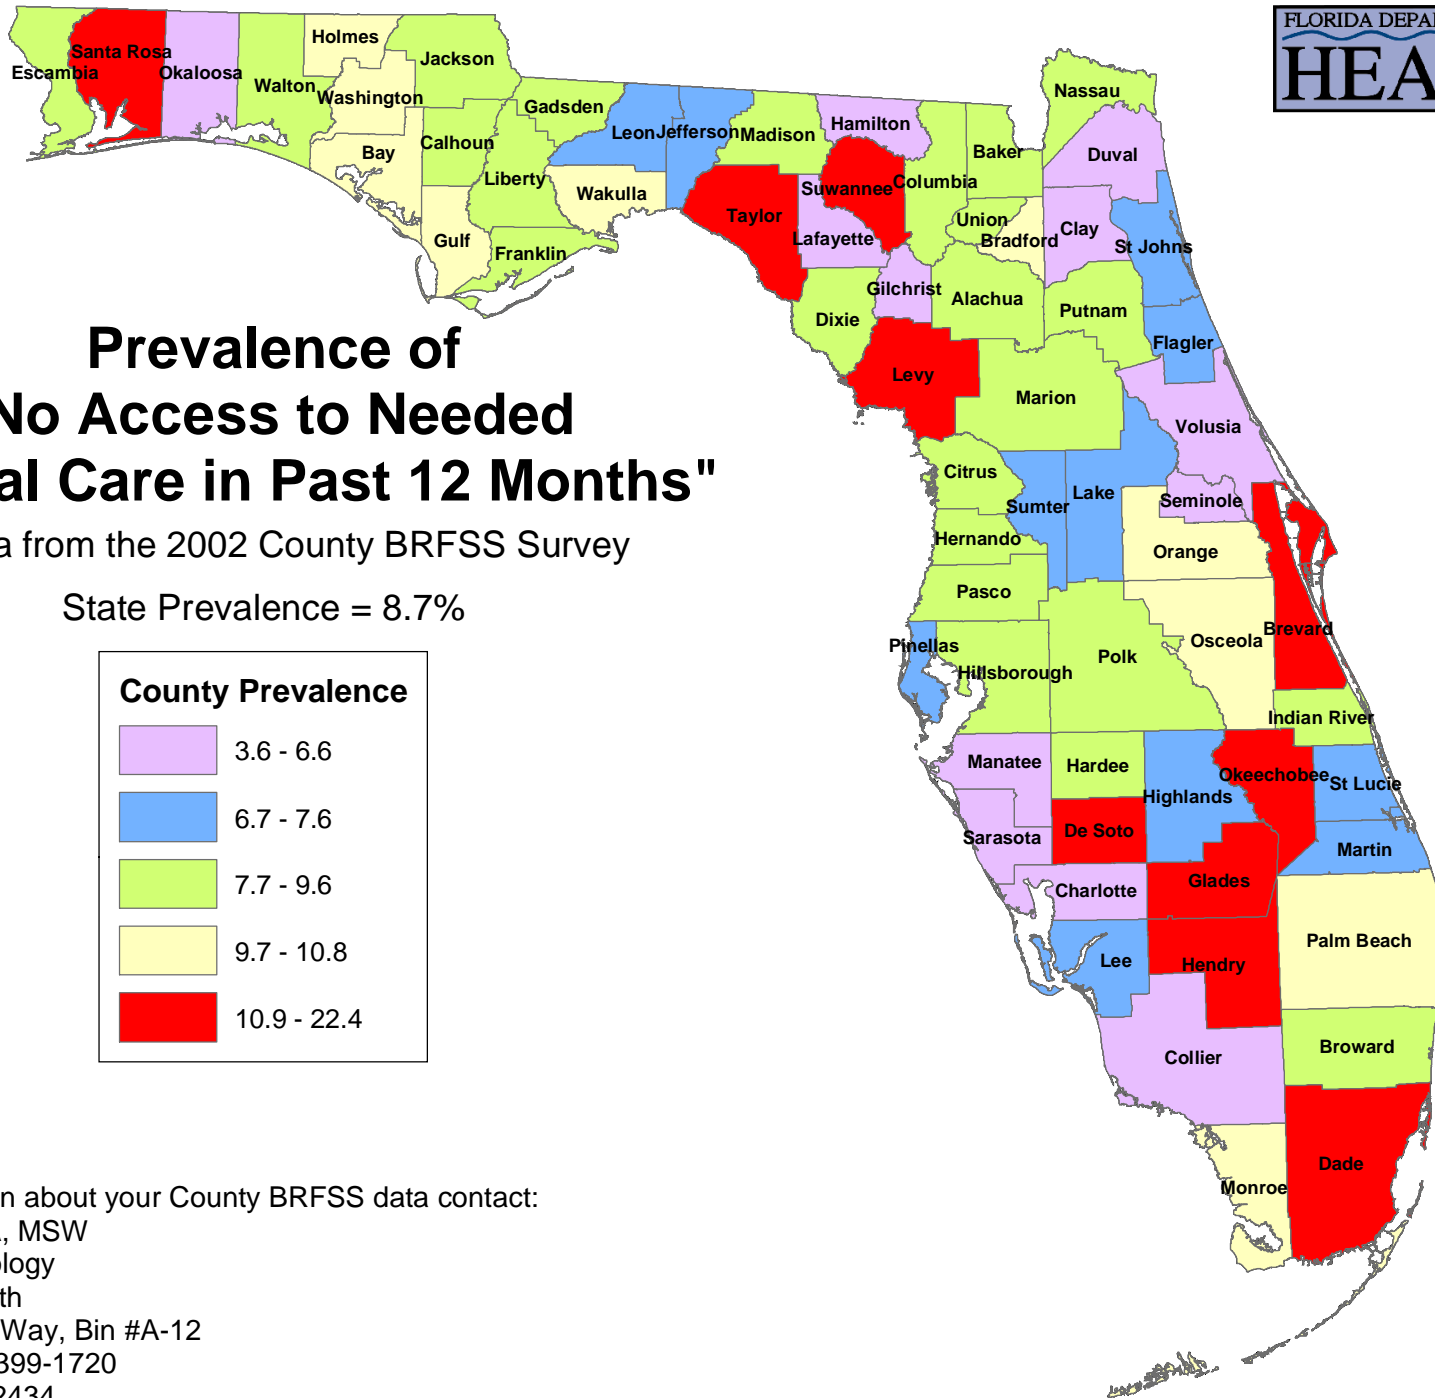 FLORIDA DEPA
HEA
Holmes
Santa Rosa
Jackson
Escambia
Okaloosa
Walton
Washington
Nassau
Gadsden
Leon
Jefferson
Madison
Hamilton
Calhoun
Bay
Baker
Duval
Liberty
Wakulla
Suwannee
Columbia
Taylor
Union
Bradford
Clay
Lafayette
St Johns
Gulf
Franklin
Gilchrist
Alachua
Putnam
Dixie
Flagler
Prevalence of
No Access to Needed
al Care in Past 12 Months"
a from the 2002 County BRFSS Survey
State Prevalence = 8.7%
Levy
Marion
Volusia
Citrus
Sumter
Lake
Seminole
Hernando
Orange
Pasco
Brevard
Pinellas
Osceola
Hillsborough
Polk
Indian River
Manatee
Hardee
Okeechobee
St Lucie
Highlands
Sarasota
De Soto
Martin
Charlotte
Glades
Palm Beach
Lee
Hendry
Broward
Collier
Dade
Monroe
County Prevalence
3.6 - 6.6
6.7 - 7.6
7.7 - 9.6
9.7 - 10.8
10.9 - 22.4
n about your County BRFSS data contact:
, MSW
ology
th
Way, Bin #A-12
399-1720
2434